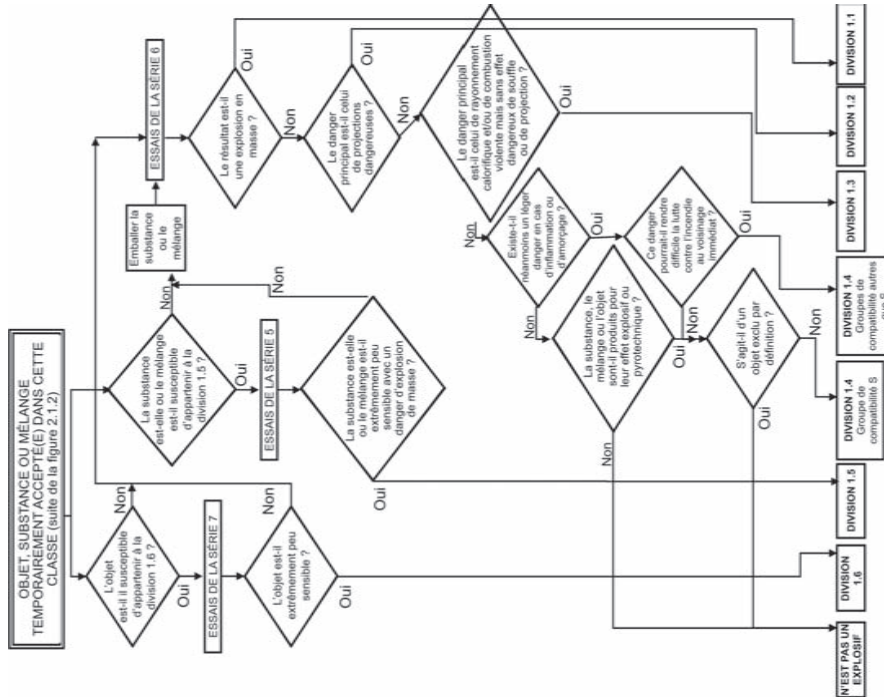 OBJET, SUBSTANCE OU MÉLANGE
TEMPORAIREMENT ACCEPTÉ(E) DANS CETTE
CLASSE (suite de la figure 2.1.2)
L'objet
est-il il susceptible
d'appartenir à la
division 1.6 ?
Non
Oui
ESSAIS DE LA SÉRIE 7
L'objet est-il
extrêmement peu
sensible ?
Non
Oui
La substance
est-elle ou le mélange
est-il susceptible
d'appartenir à la
division 1.5 ?
Non
Oui
ESSAIS DE LA SÉRIE 5
La substance est-elle
ou le mélange est-il
extrêmement peu
sensible avec un
danger d'explosion
de masse ?
Non
Oui
Emballer la
substance
ou le
mélange
ESSAIS DE LA SÉRIE 6
Le résultat est-il
une explosion en
masse ?
Oui
Non
Le danger
principal est-il celui
de projections
dangereuses ?
Oui
Non
Le danger principal
est-il celui de rayonnement
calorifique et/ou de combustion
violente mais sans effet
dangereux de souffle
ou de projection ?
Oui
Non
Existe-t-il
néanmoins un léger
danger en cas
d'inflammation ou
d'amorçage ?
Oui
Non
Ce danger
pourrait-il rendre
difficile la lutte
contre l'incendie
au voisinage
immédiat ?
Oui
Non
La substance, le
mélange ou l'objet
sont-il produits pour
leur effet explosif ou
pyrotechnique ?
Non
Oui
S'agit-il d'un
objet exclu par
définition ?
Oui
Non
N'EST PAS UN
EXPLOSIF
DIVISION
1.6
DIVISION 1.5
DIVISION 1.4
Groupe de
compatibilité S
DIVISION 1.4
Groupes de
compatibilité autres
que S
DIVISION 1.3
DIVISION 1.2
DIVISION 1.1